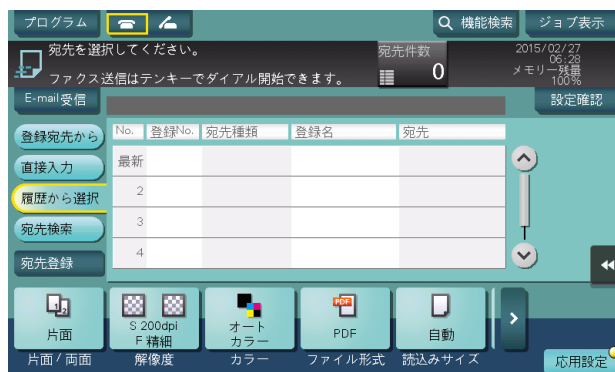 プログラム
機能検索
ジョブ表示
宛先を選択してください。
ファクス送信はテンキーでダイアル開始できます。
宛先件数
0
2015/02/27
06:28
メモリー残量
100%
E-mail受信
設定確認
登録宛先から
直接入力
履歴から選択
宛先検索
宛先登録
No. 登録No. 宛先種類 登録名 宛先
最新
2
3
4
片面
S 200dpi
F 精細
オート
カラー
PDF
PDF
自動
片面 / 両面
解像度
カラー
ファイル形式
読込みサイズ
応用設定